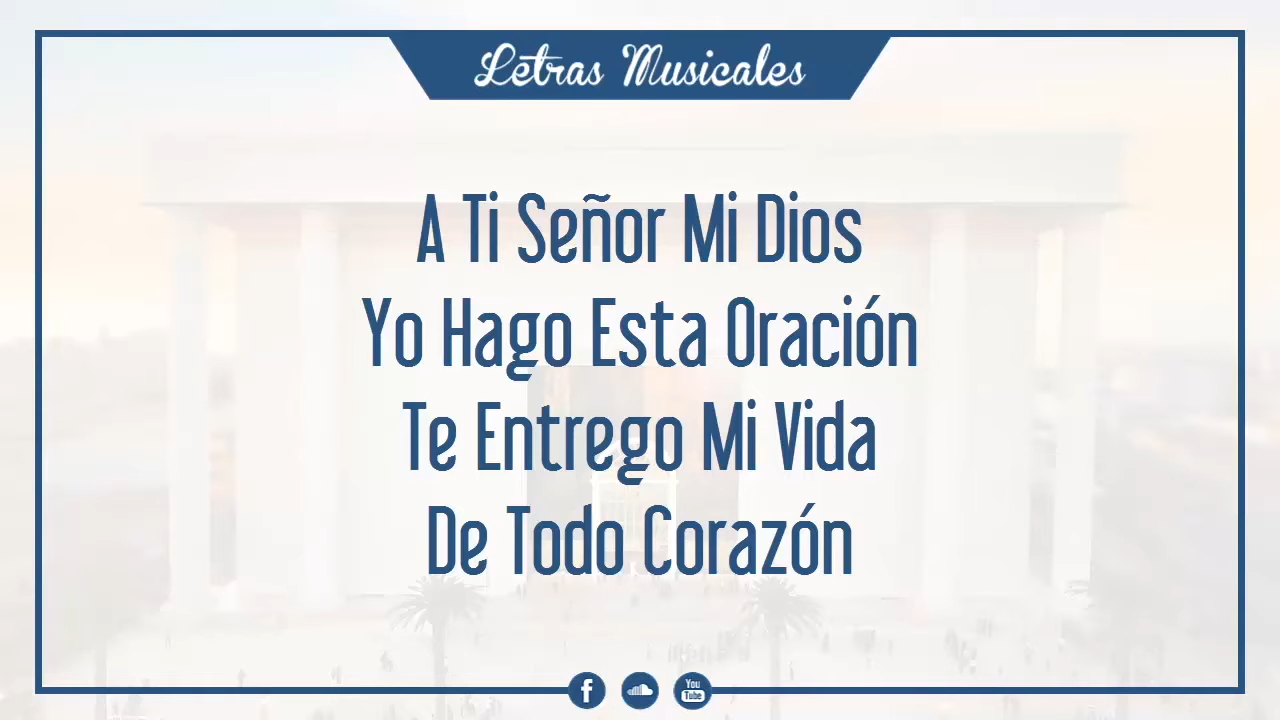 Letras Musicales
A Ti Señor Mi Dios
Yo Hago Esta Oración
Te Entrego Mi Vida
De Todo Corazón
f
You
Tube